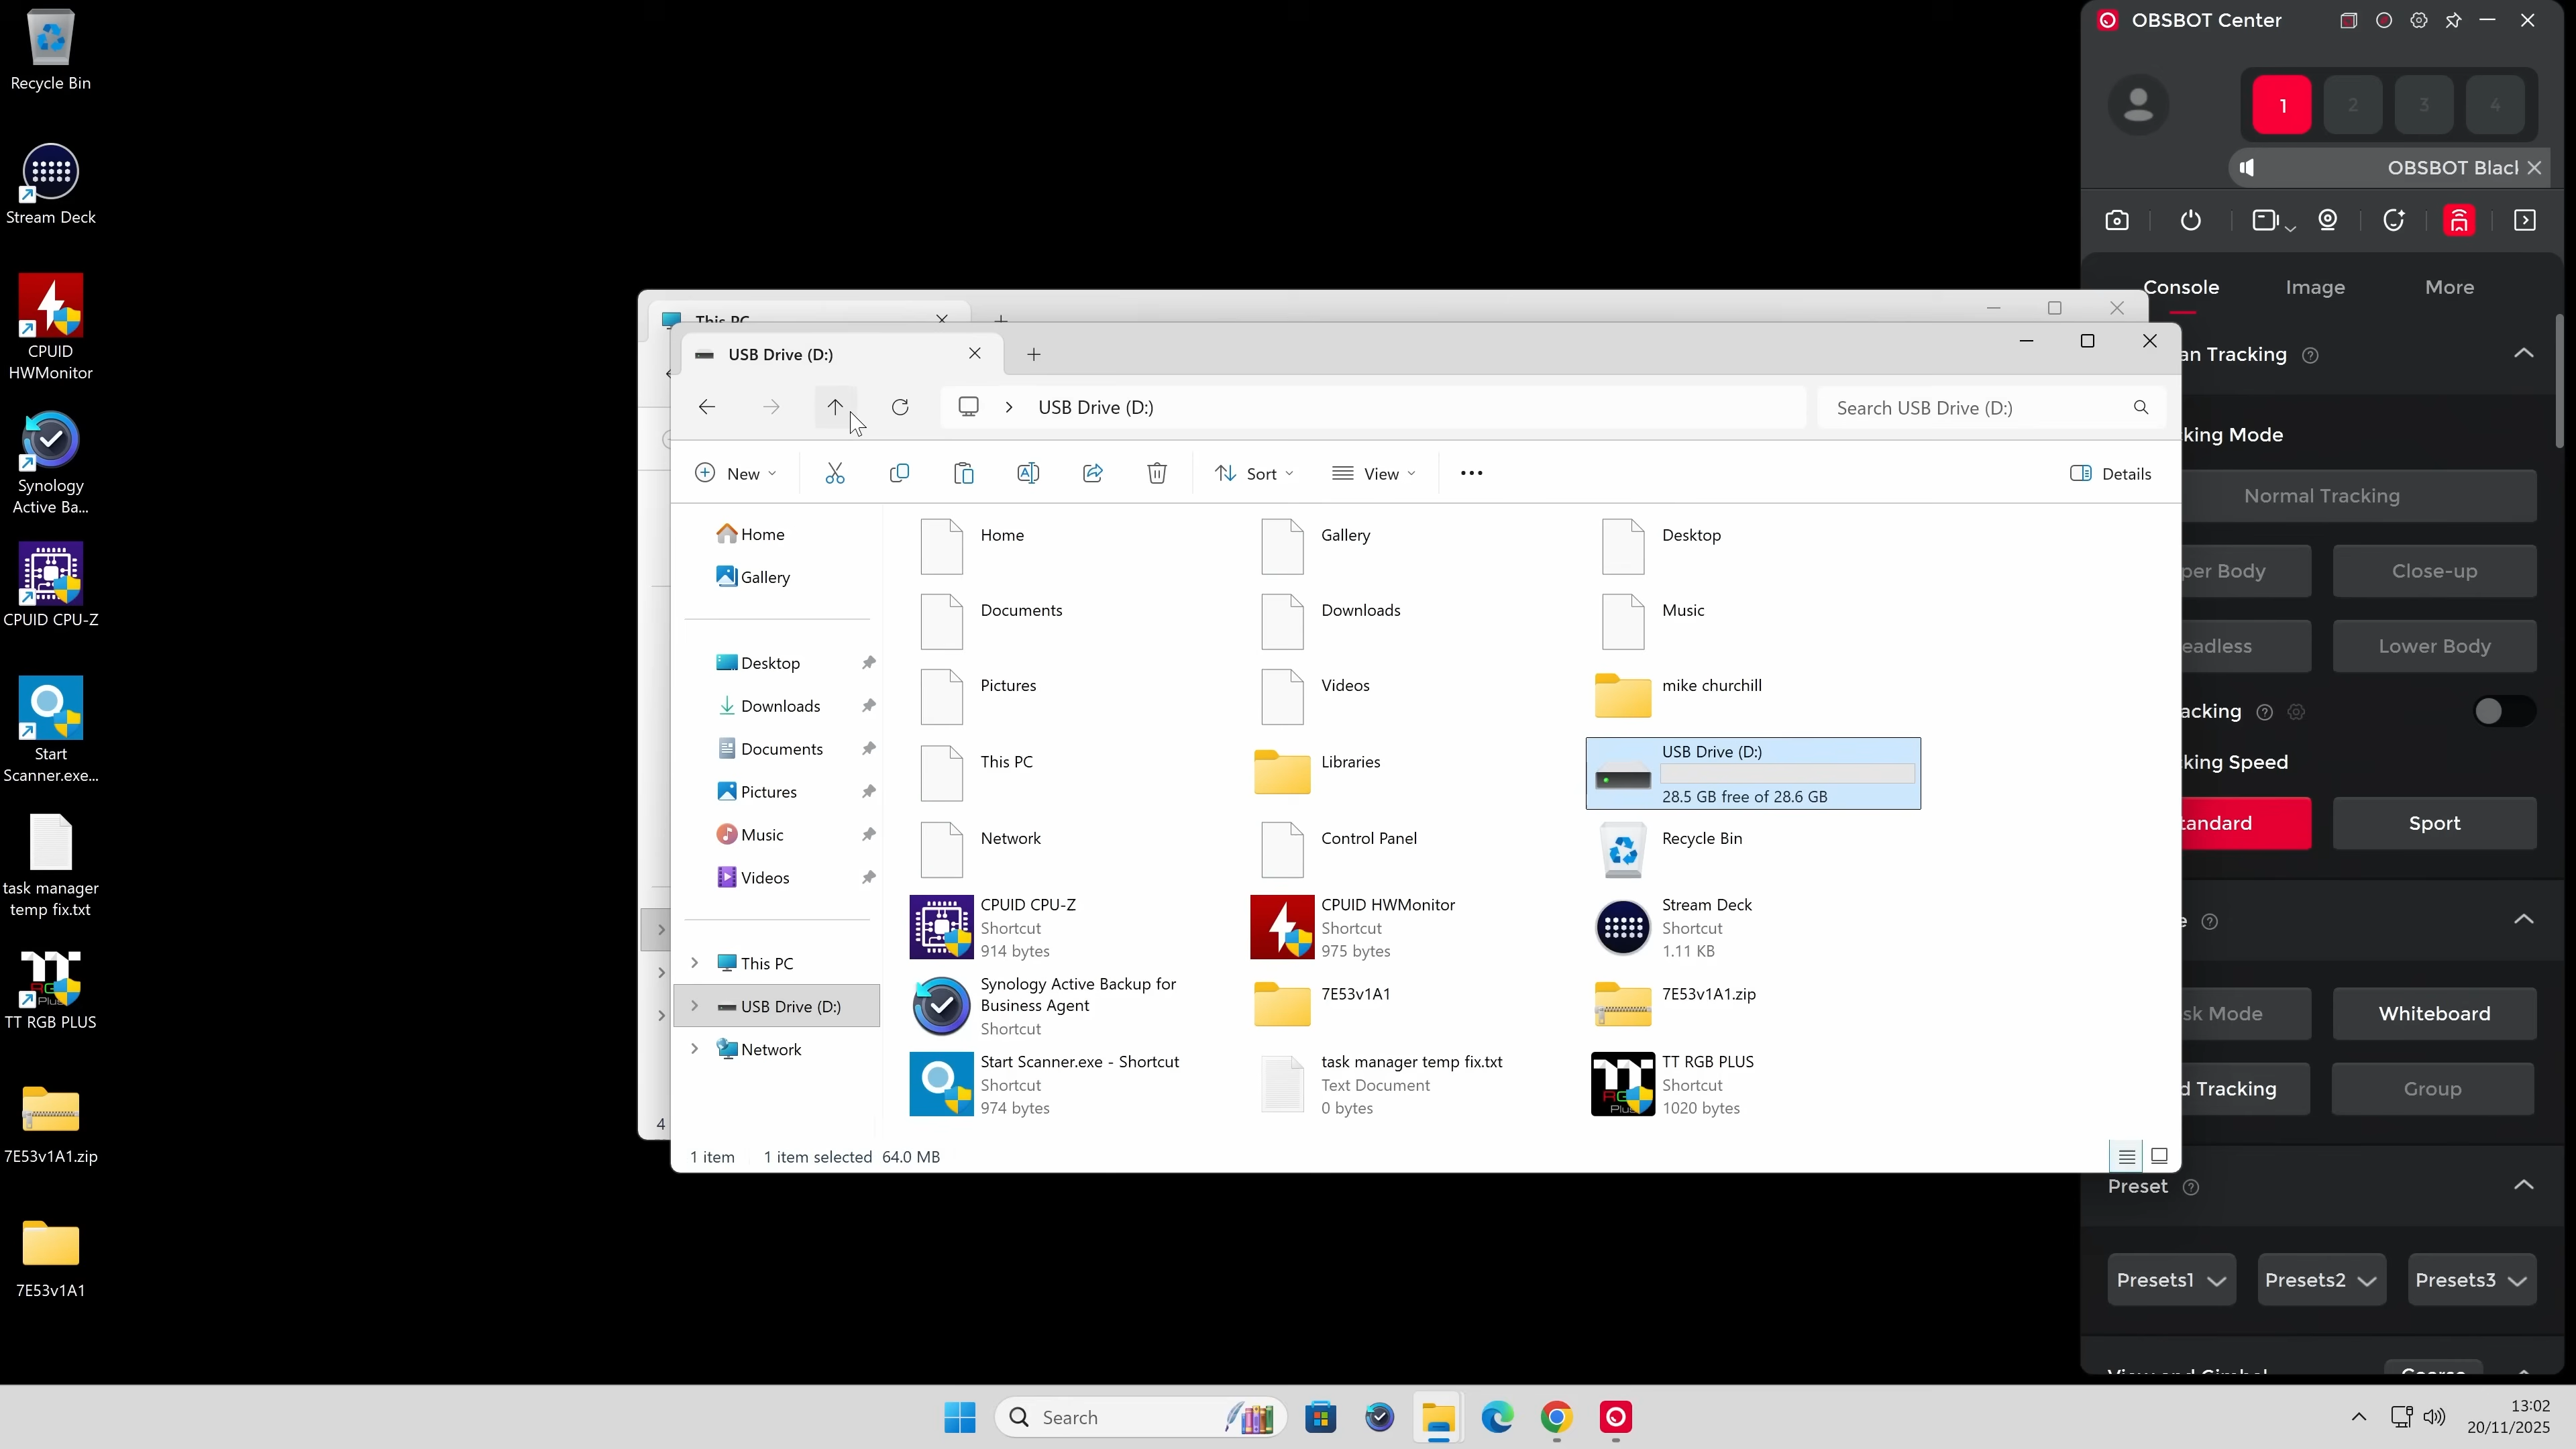 Recycle Bin
Stream Deck
CPUID
HWMonitor
Synology
Active Ba...
CPUID CPU-Z
Start
Scanner.exe...
task manager
temp fix.txt
TT RGB PLUS
7E53v1A1.zip
7E53v1A1
This PC
4
USB Drive (D:)
USB Drive (D:)
Search USB Drive (D:)
New
Sort
View
Details
Home
Gallery
Desktop
Downloads
Documents
Pictures
Music
Videos
This PC
USB Drive (D:)
Network
Home
Gallery
Desktop
Documents
Downloads
Music
Pictures
Videos
mike churchill
This PC
Libraries
USB Drive (D:)
28.5 GB free of 28.6 GB
Network
Control Panel
Recycle Bin
CPUID CPU-Z
Shortcut
914 bytes
CPUID HWMonitor
Shortcut
975 bytes
Stream Deck
Shortcut
1.11 KB
Synology Active Backup for
Business Agent
Shortcut
7E53v1A1
7E53v1A1.zip
Start Scanner.exe - Shortcut
Shortcut
974 bytes
task manager temp fix.txt
Text Document
0 bytes
TT RGB PLUS
Shortcut
1020 bytes
1 item 1 item selected 64.0 MB
OBSBOT Center
1 2 3 4
OBSBOT Blac
Console Image More
an Tracking
king Mode
Normal Tracking
per Body Close-up
eadless Lower Body
acking
king Speed
tandard Sport
e
sk Mode Whiteboard
d Tracking Group
Preset
Presets1 Presets2 Presets3
Search
13:02
20/11/2025